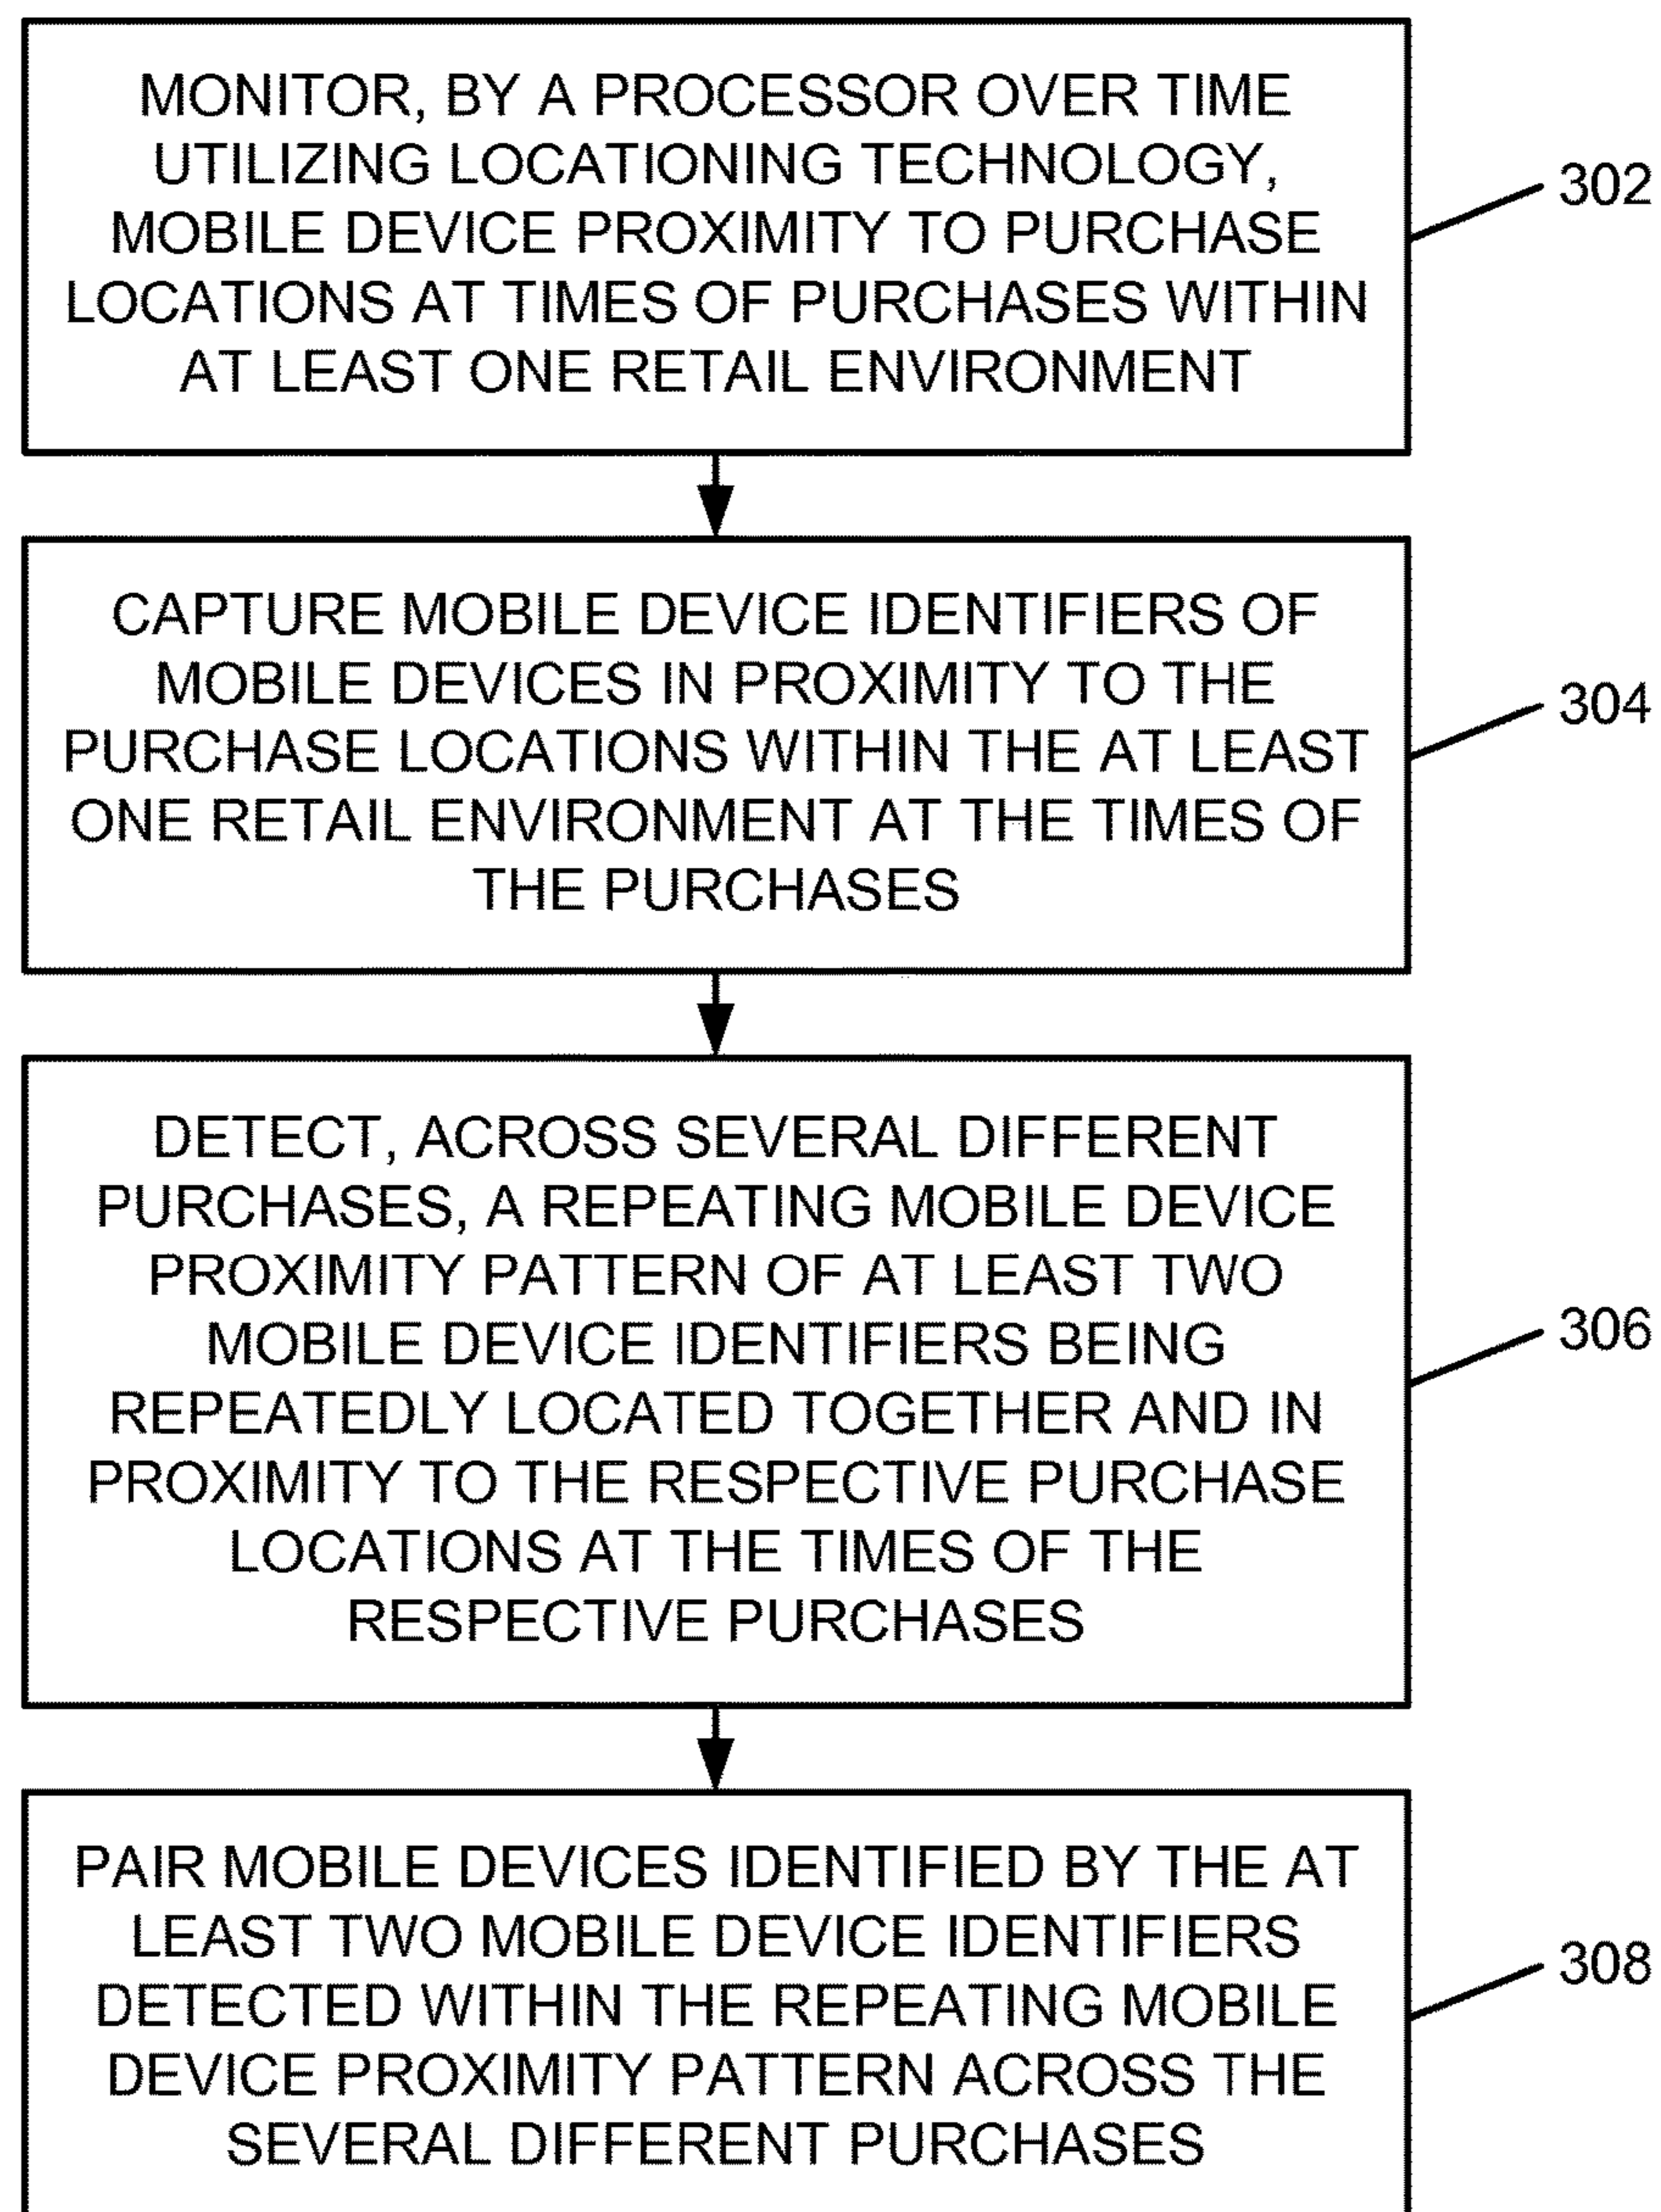 MONITOR, BY A PROCESSOR OVER TIME
UTILIZING LOCATIONING TECHNOLOGY,
MOBILE DEVICE PROXIMITY TO PURCHASE
LOCATIONS AT TIMES OF PURCHASES WITHIN
AT LEAST ONE RETAIL ENVIRONMENT
302
CAPTURE MOBILE DEVICE IDENTIFIERS OF
MOBILE DEVICES IN PROXIMITY TO THE
PURCHASE LOCATIONS WITHIN THE AT LEAST
ONE RETAIL ENVIRONMENT AT THE TIMES OF
THE PURCHASES
304
DETECT, ACROSS SEVERAL DIFFERENT
PURCHASES, A REPEATING MOBILE DEVICE
PROXIMITY PATTERN OF AT LEAST TWO
MOBILE DEVICE IDENTIFIERS BEING
REPEATEDLY LOCATED TOGETHER AND IN
PROXIMITY TO THE RESPECTIVE PURCHASE
LOCATIONS AT THE TIMES OF THE
RESPECTIVE PURCHASES
306
PAIR MOBILE DEVICES IDENTIFIED BY THE AT
LEAST TWO MOBILE DEVICE IDENTIFIERS
DETECTED WITHIN THE REPEATING MOBILE
DEVICE PROXIMITY PATTERN ACROSS THE
SEVERAL DIFFERENT PURCHASES
308